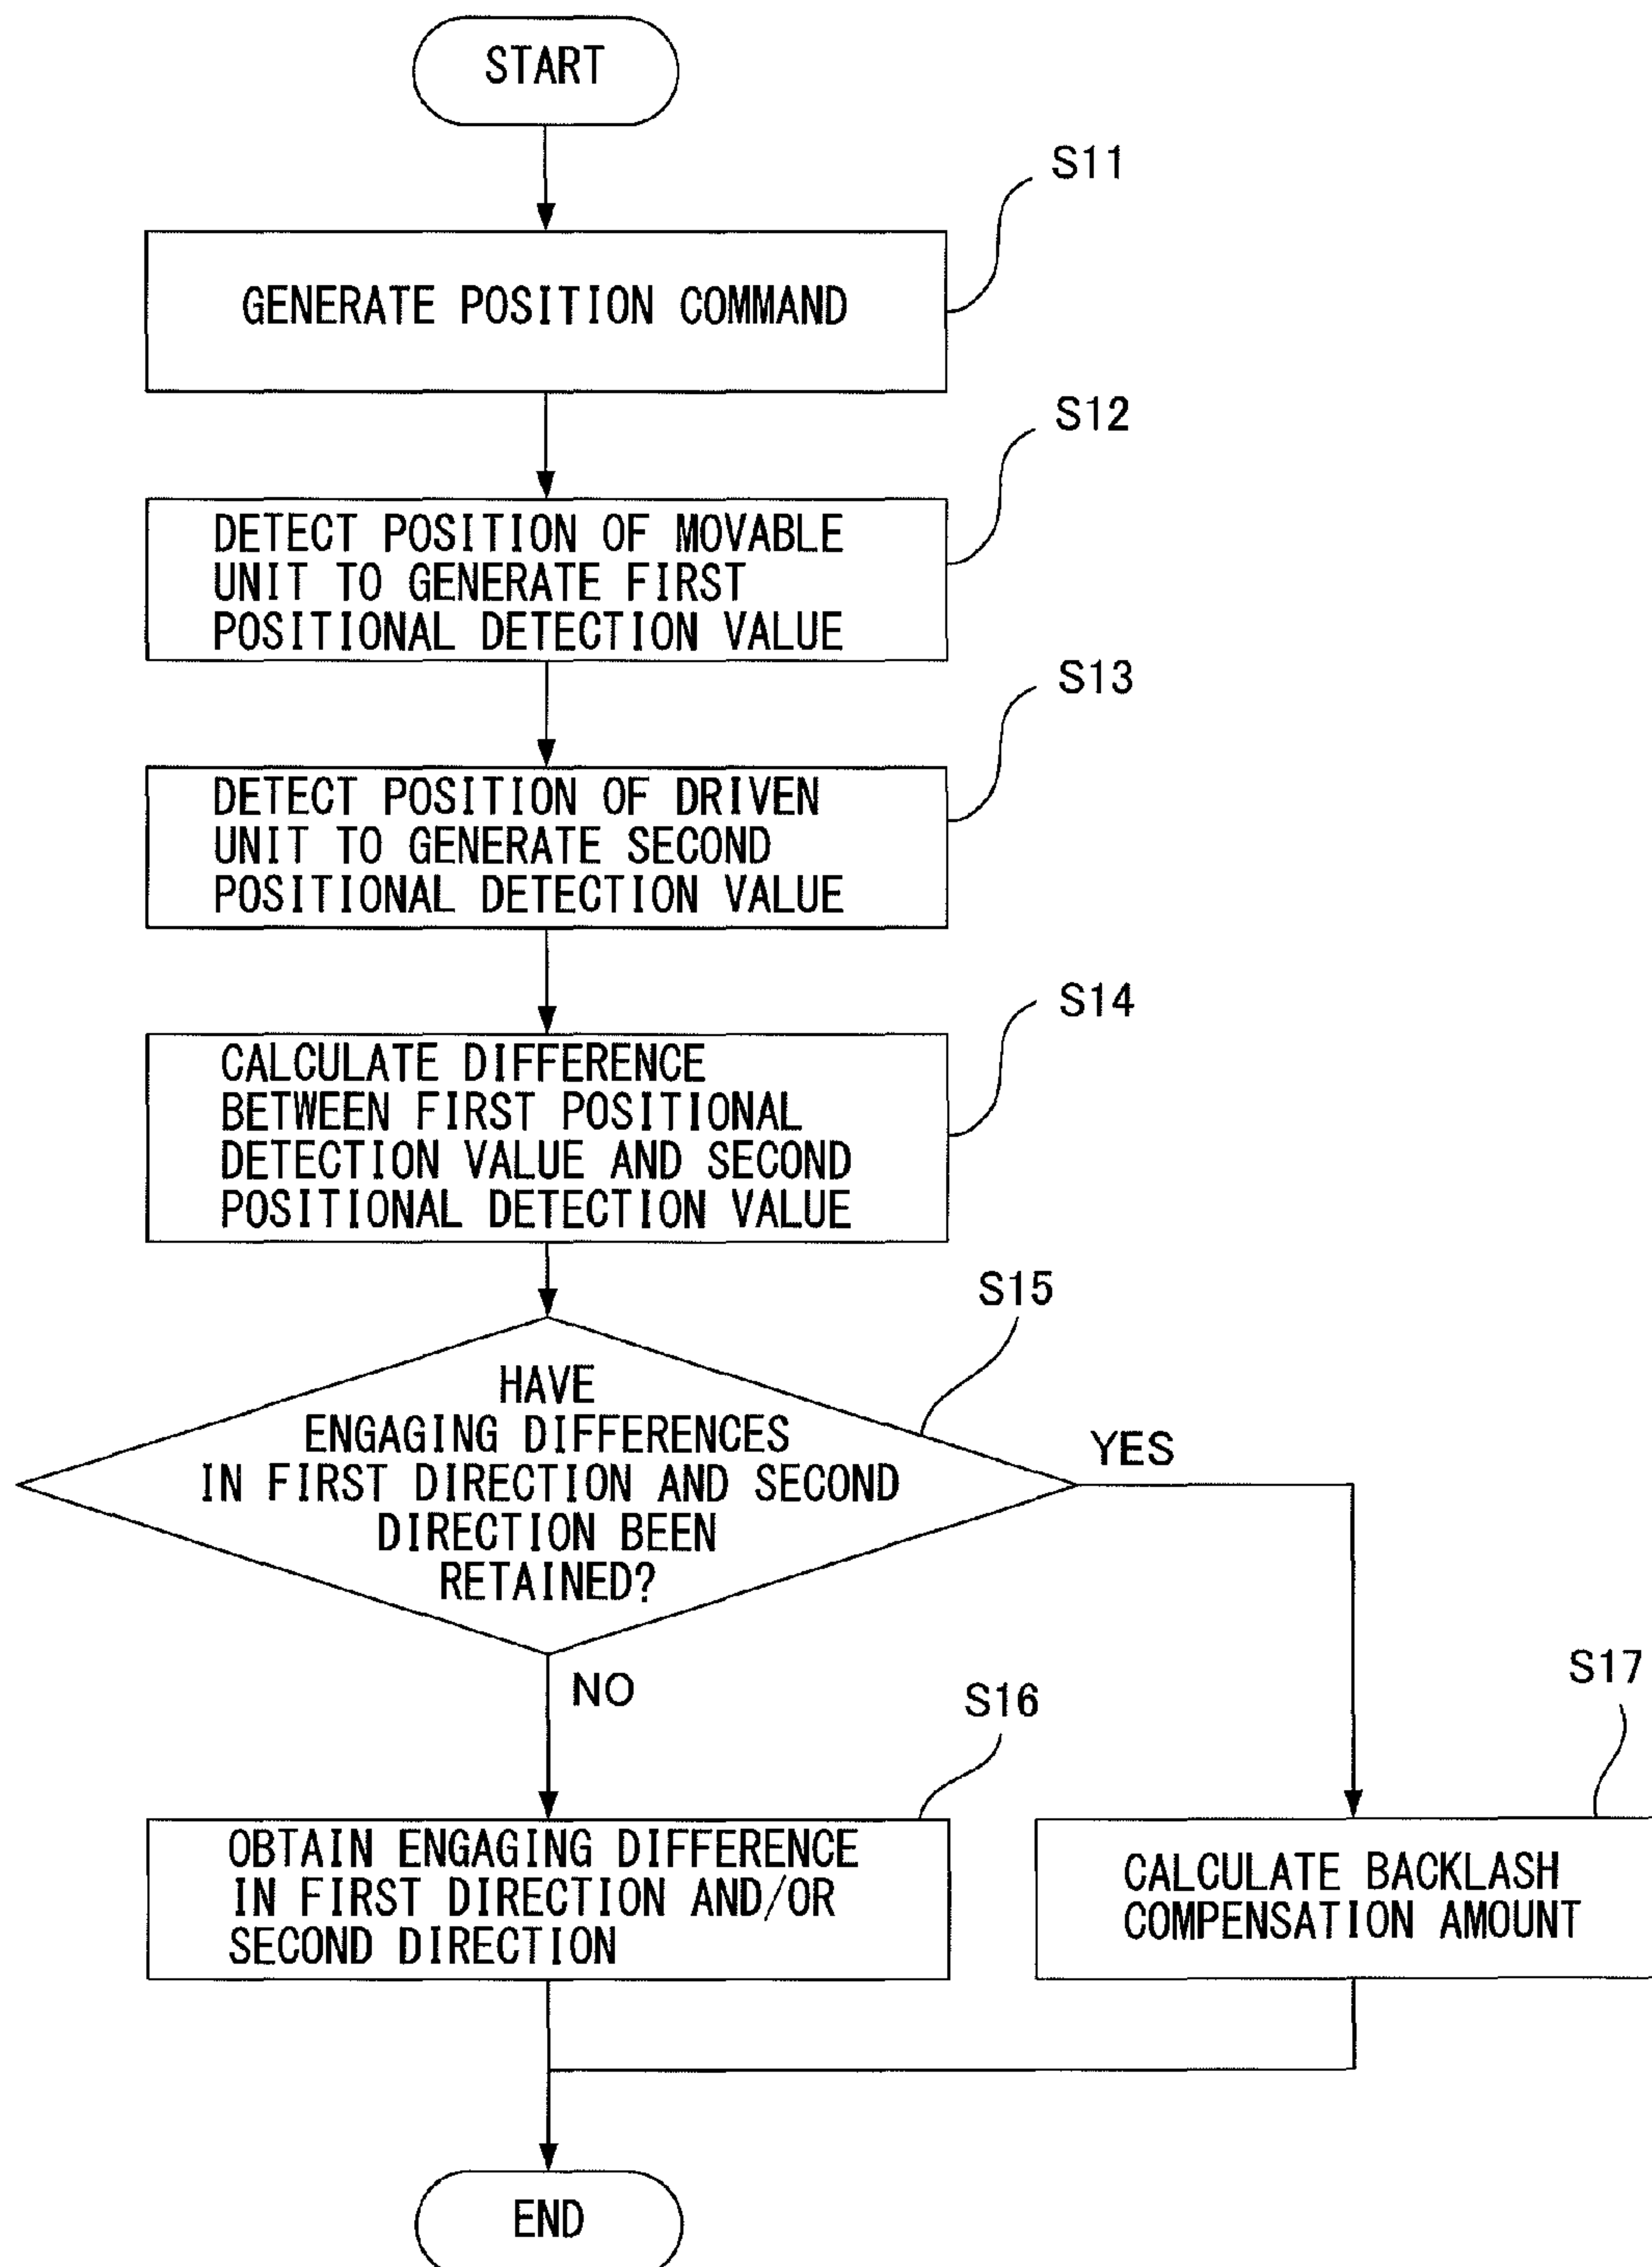 START
S11
GENERATE POSITION COMMAND
S12
DETECT POSITION OF MOVABLE
UNIT TO GENERATE FIRST
POSITIONAL DETECTION VALUE
S13
DETECT POSITION OF DRIVEN
UNIT TO GENERATE SECOND
POSITIONAL DETECTION VALUE
S14
CALCULATE DIFFERENCE
BETWEEN FIRST POSITIONAL
DETECTION VALUE AND SECOND
POSITIONAL DETECTION VALUE
S15
HAVE
ENGAGING DIFFERENCES
IN FIRST DIRECTION AND SECOND
DIRECTION BEEN
RETAINED?
YES
NO
S16
OBTAIN ENGAGING DIFFERENCE
IN FIRST DIRECTION AND/OR
SECOND DIRECTION
S17
CALCULATE BACKLASH
COMPENSATION AMOUNT
END